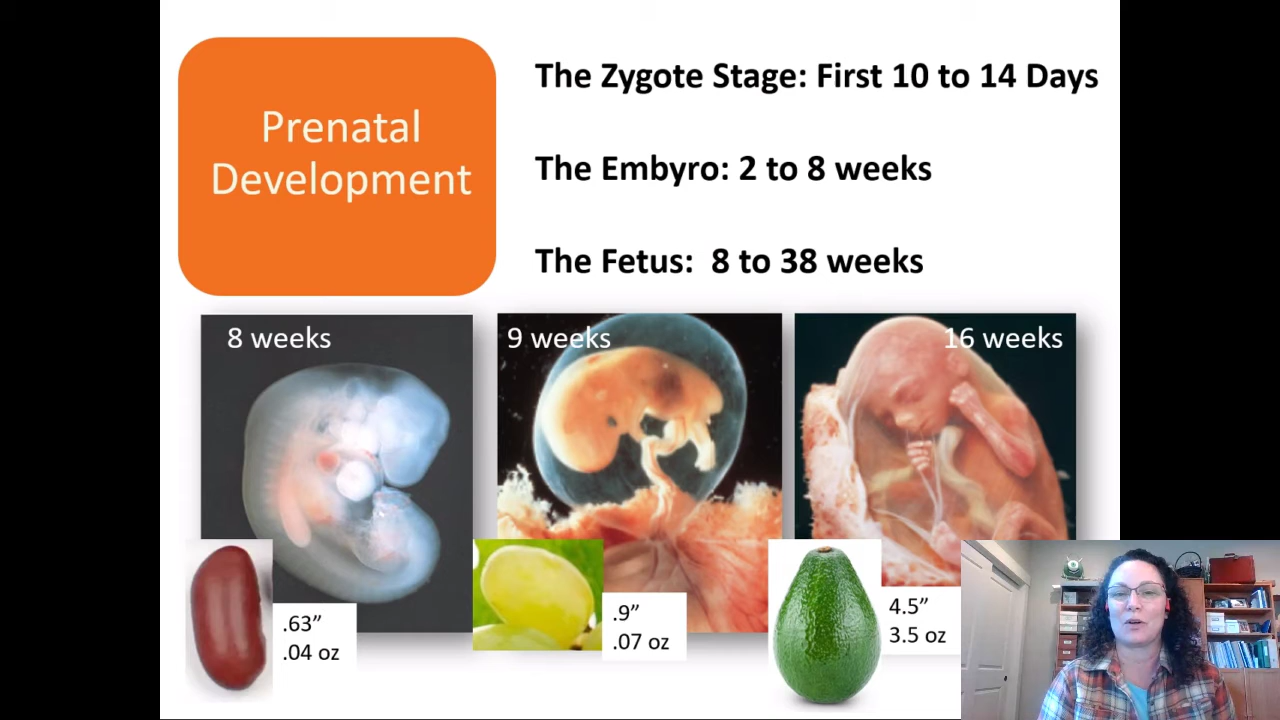 Prenatal
Development
The Zygote Stage: First 10 to 14 Days
The Embyro: 2 to 8 weeks
The Fetus: 8 to 38 weeks
8 weeks
9 weeks
16 weeks
.63”
.04 oz
.9”
.07 oz
4.5”
3.5 oz